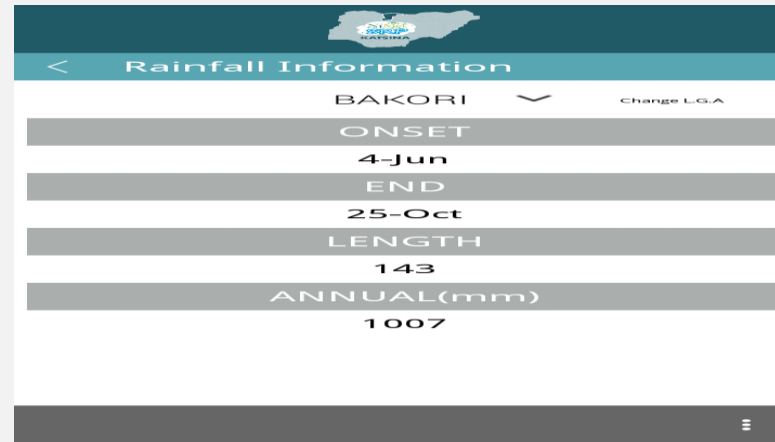 KATSINA
< Rainfall Information
BAKORI Change L.G.A
ONSET
4-Jun
END
25-Oct
LENGTH
143
ANNUAL(mm)
1007